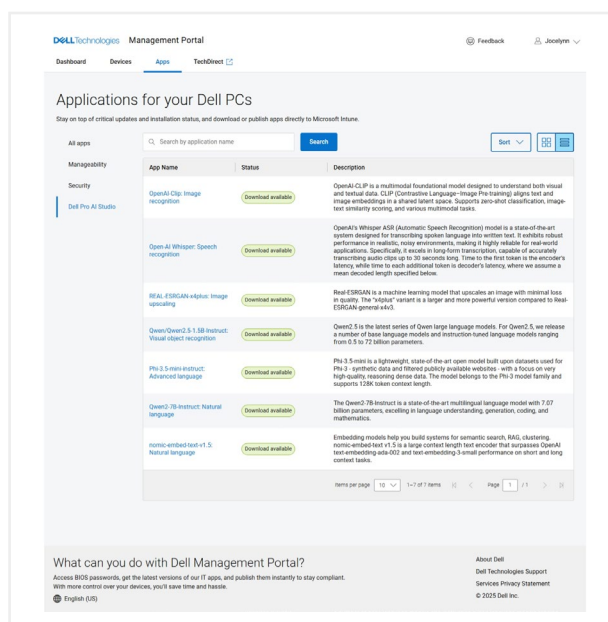 DELLTechnologies Management Portal
Feedback
Jocelynn
Dashboard Devices Apps TechDirect
Applications for your Dell PCs
Stay on top of critical updates and installation status, and download or publish apps directly to Microsoft Intune.
All apps
Manageability
Security
Dell Pro AI Studio
Search by application name
Search
Sort
App Name Status Description
OpenAI-Clip: Image
recognition
Download available
OpenAI-CLIP is a multimodal foundational model designed to understand both visual
and textual data. CLIP (Contrastive Language–Image Pre-training) aligns text and
image embeddings in a shared latent space. Supports zero-shot classification, image-
text similarity scoring, and various multimodal tasks.
Open-AI Whisper: Speech
recognition
Download available
OpenAI's Whisper ASR (Automatic Speech Recognition) model is a state-of-the-art
system designed for transcribing spoken language into written text. It exhibits robust
performance in realistic, noisy environments, making it highly reliable for real-world
applications. Specifically, it excels in long-form transcription, capable of accurately
transcribing audio clips up to 30 seconds long. Time to the first token is the encoder's
latency, while time to each additional token is decoder's latency, where we assume a
mean decoded length specified below.
REAL-ESRGAN-x4plus: Image
upscaling
Download available
Real-ESRGAN is a machine learning model that upscales an image with minimal loss
in quality. The "x4plus" variant is a larger and more powerful version compared to Real-
ESRGAN-general-x4v3.
Qwen/Qwen2.5-1.5B-Instruct:
Visual object recognition
Download available
Qwen2.5 is the latest series of Qwen large language models. For Qwen2.5, we release
a number of base language models and instruction-tuned language models ranging
from 0.5 to 72 billion parameters.
Phi-3.5-mini-instruct:
Advanced language
Download available
Phi-3.5-mini is a lightweight, state-of-the-art open model built upon datasets used for
Phi-3 - synthetic data and filtered publicly available websites - with a focus on very
high-quality, reasoning dense data. The model belongs to the Phi-3 model family and
supports 128K token context length.
Qwen2-7B-Instruct: Natural
language
Download available
The Qwen2-7B-Instruct is a state-of-the-art multilingual language model with 7.07
billion parameters, excelling in language understanding, generation, coding, and
mathematics.
nomic-embed-text-v1.5:
Natural language
Download available
Embedding models help you build systems for semantic search, RAG, clustering.
nomic-embed-text v1.5 is a large context length text encoder that surpasses OpenAI
text-embedding-ada-002 and text-embedding-3-small performance on short and long
context tasks.
Items per page 10 1–7 of 7 items Page 1 / 1
What can you do with Dell Management Portal?
Access BIOS passwords, get the latest versions of our IT apps, and publish them instantly to stay compliant.
With more control over your devices, you'll save time and hassle.
English (US)
About Dell
Dell Technologies Support
Services Privacy Statement
© 2025 Dell Inc.